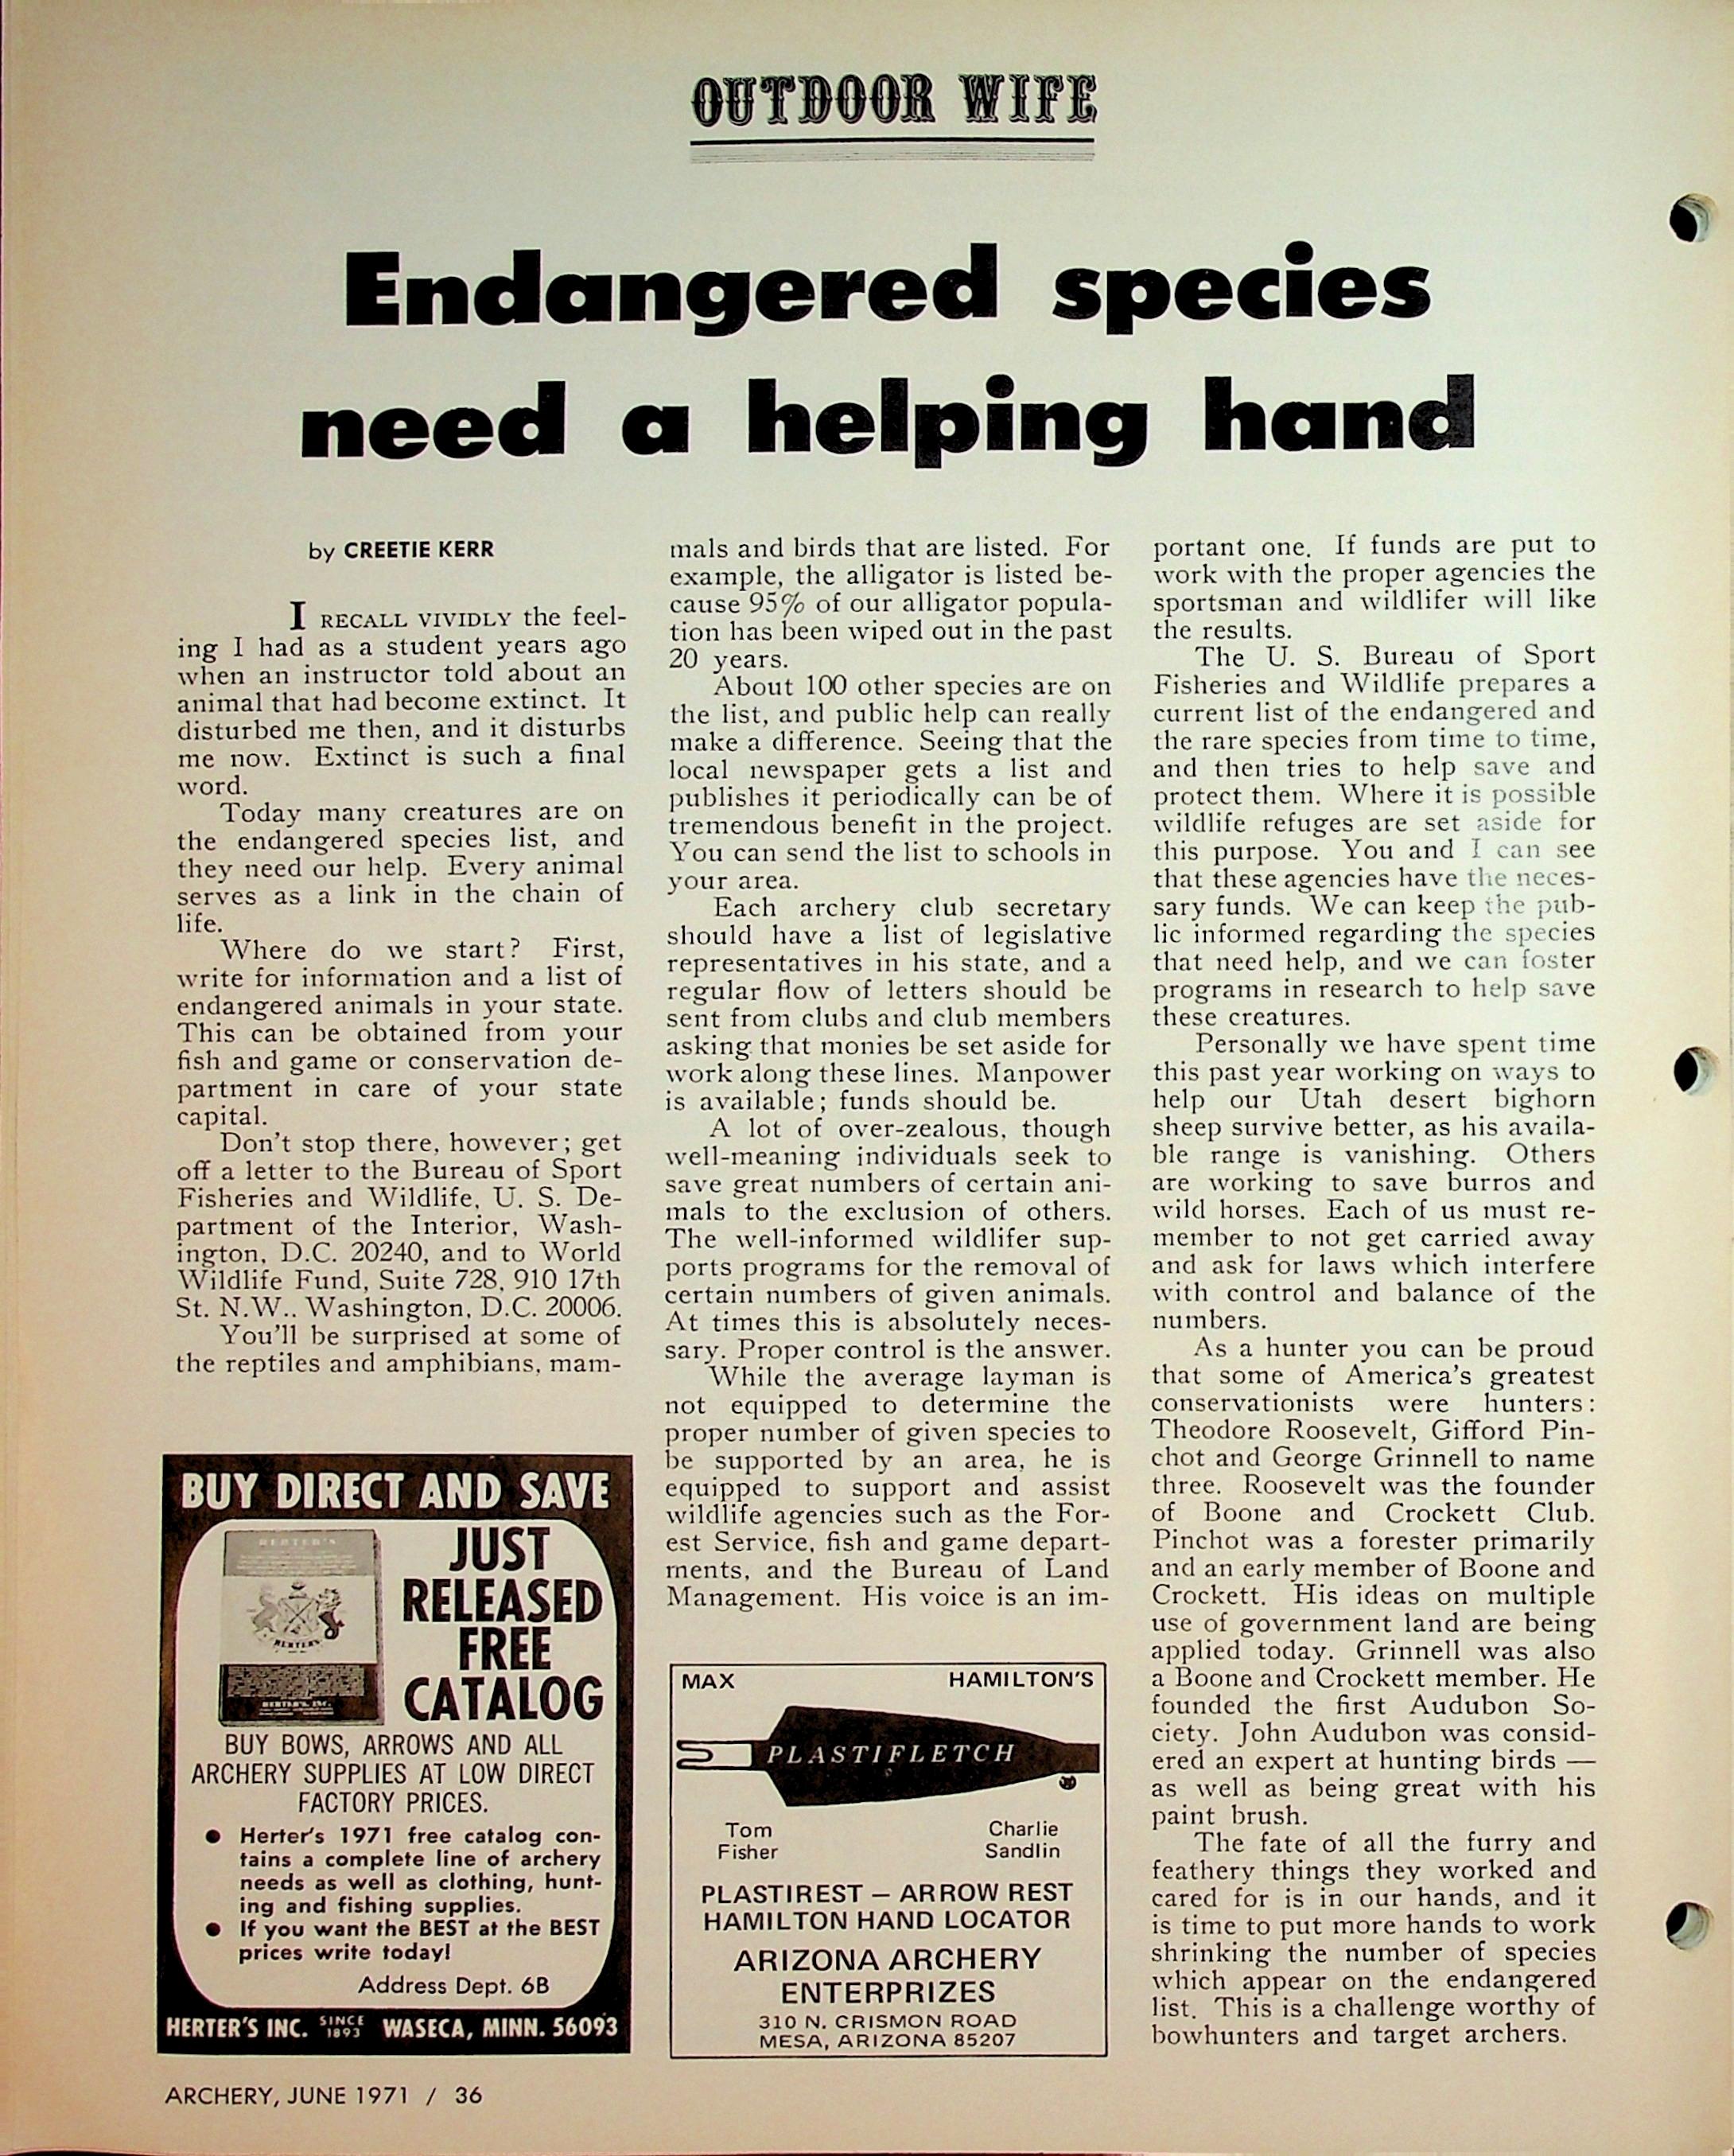 OUTDOOR WIFE
Endangered species
need a helping hand
by CREETIE KERR
I RECALL VIVIDLY the feel-
ing I had as a student years ago
when an instructor told about an
animal that had become extinct. It
disturbed me then, and it disturbs
me now. Extinct is such a final
word.
Today many creatures are on
the endangered species list, and
they need our help. Every animal
serves as a link in the chain of
life.
Where do we start? First,
write for information and a list of
endangered animals in your state.
This can be obtained from your
fish and game or conservation de-
partment in care of your state
capital.
Don't stop there, however; get
off a letter to the Bureau of Sport
Fisheries and Wildlife, U. S. De-
partment of the Interior, Wash-
ington, D.C. 20240, and to World
Wildlife Fund, Suite 728, 910 17th
St. N.W., Washington, D.C. 20006.
You'll be surprised at some of
the reptiles and amphibians, mam-
mals and birds that are listed. For
example, the alligator is listed be-
cause 95% of our alligator popula-
tion has been wiped out in the past
20 years.
About 100 other species are on
the list, and public help can really
make a difference. Seeing that the
local newspaper gets a list and
publishes it periodically can be of
tremendous benefit in the project.
You can send the list to schools in
your area.
Each archery club secretary
should have a list of legislative
representatives in his state, and a
regular flow of letters should be
sent from clubs and club members
asking that monies be set aside for
work along these lines. Manpower
is available; funds should be.
A lot of over-zealous, though
well-meaning individuals seek to
save great numbers of certain ani-
mals to the exclusion of others.
The well-informed wildlifer sup-
ports programs for the removal of
certain numbers of given animals.
At times this is absolutely neces-
sary. Proper control is the answer.
While the average layman is
not equipped to determine the
proper number of given species to
be supported by an area, he is
equipped to support and assist
wildlife agencies such as the For-
est Service, fish and game depart-
ments, and the Bureau of Land
Management. His voice is an im-
portant one. If funds are put to
work with the proper agencies the
sportsman and wildlifer will like
the results.
The U. S. Bureau of Sport
Fisheries and Wildlife prepares a
current list of the endangered and
the rare species from time to time,
and then tries to help save and
protect them. Where it is possible
wildlife refuges are set aside for
this purpose. You and I can see
that these agencies have the neces-
sary funds. We can keep the pub-
lic informed regarding the species
that need help, and we can foster
programs in research to help save
these creatures.
Personally we have spent time
this past year working on ways to
help our Utah desert bighorn
sheep survive better, as his availa-
ble range is vanishing. Others
are working to save burros and
wild horses. Each of us must re-
member to not get carried away
and ask for laws which interfere
with control and balance of the
numbers.
As a hunter you can be proud
that some of America's greatest
conservationists were hunters:
Theodore Roosevelt, Gifford Pin-
chot and George Grinnell to name
three. Roosevelt was the founder
of Boone and Crockett Club.
Pinchot was a forester primarily
and an early member of Boone and
Crockett. His ideas on multiple
use of government land are being
applied today. Grinnell was also
a Boone and Crockett member. He
founded the first Audubon So-
ciety. John Audubon was consid-
ered an expert at hunting birds —
as well as being great with his
paint brush.
The fate of all the furry and
feathery things they worked and
cared for is in our hands, and it
is time to put more hands to work
shrinking the number of species
which appear on the endangered
list. This is a challenge worthy of
bowhunters and target archers.
BUY DIRECT AND SAVE
HERTER'S
HERTER'S
HERTER'S, INC.
JUST
RELEASED
FREE
CATALOG
BUY BOWS, ARROWS AND ALL
ARCHERY SUPPLIES AT LOW DIRECT
FACTORY PRICES.
● Herter's 1971 free catalog con-
tains a complete line of archery
needs as well as clothing, hunt-
ing and fishing supplies.
● If you want the BEST at the BEST
prices write today!
Address Dept. 6B
HERTER'S INC. SINCE 1893 WASECA, MINN. 56093
MAX HAMILTON'S
PLASTIFLETCH
Tom Charlie
Fisher Sandlin
PLASTIREST — ARROW REST
HAMILTON HAND LOCATOR
ARIZONA ARCHERY
ENTERPRIZES
310 N. CRISMON ROAD
MESA, ARIZONA 85207
ARCHERY, JUNE 1971 / 36